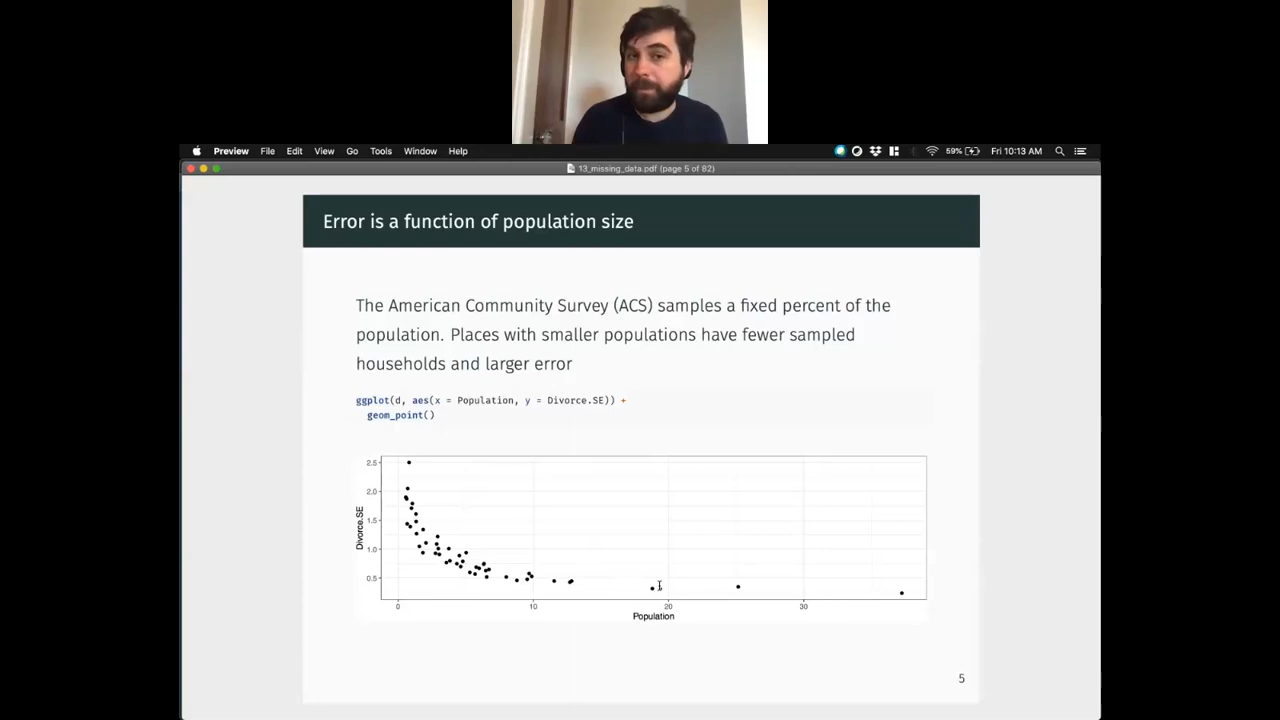 Preview File Edit View Go Tools Window Help 59% Fri 10:13 AM
13_missing_data.pdf (page 5 of 82)
Error is a function of population size
The American Community Survey (ACS) samples a fixed percent of the
population. Places with smaller populations have fewer sampled
households and larger error
ggplot(d, aes(x = Population, y = Divorce.SE)) +
geom_point()
2.5
2.0
1.5
1.0
0.5
Divorce.SE
0 10 20 30
Population
5